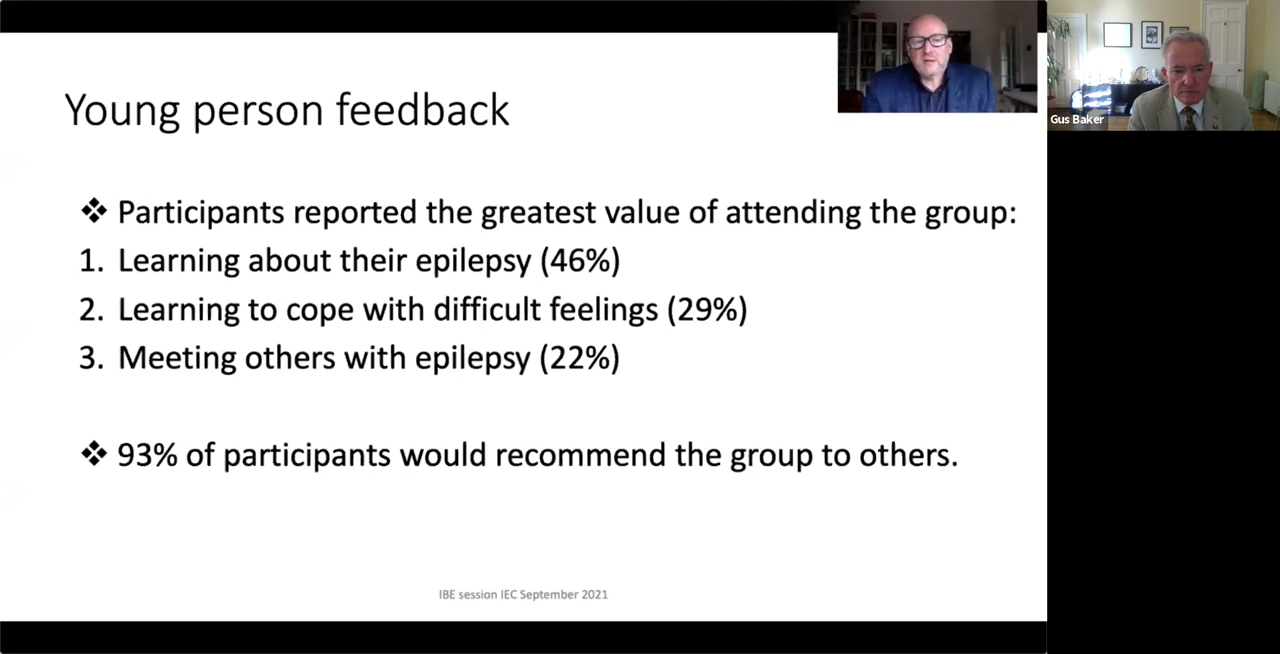 Young person feedback
❖ Participants reported the greatest value of attending the group:
1. Learning about their epilepsy (46%)
2. Learning to cope with difficult feelings (29%)
3. Meeting others with epilepsy (22%)
❖ 93% of participants would recommend the group to others.
IBE session IEC September 2021
Gus Baker